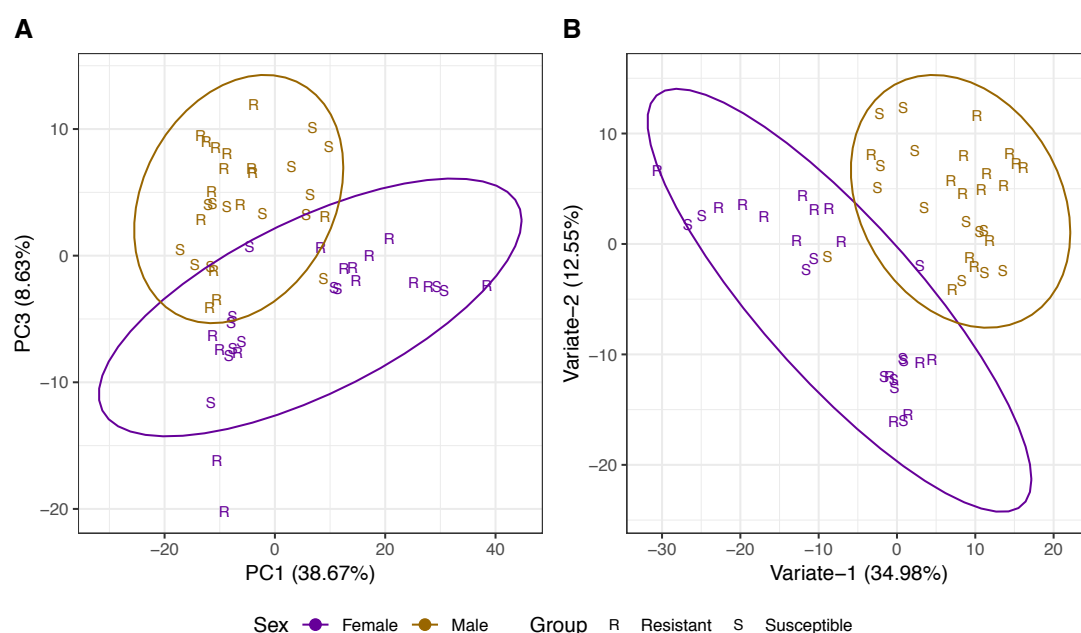 A
B
10
0
−10
−20
PC3 (8.63%)
−20 0 20 40
PC1 (38.67%)
10
0
−10
−20
Variate−2 (12.55%)
−30 −20 −10 0 10 20
Variate−1 (34.98%)
Sex Female Male Group R Resistant S Susceptible